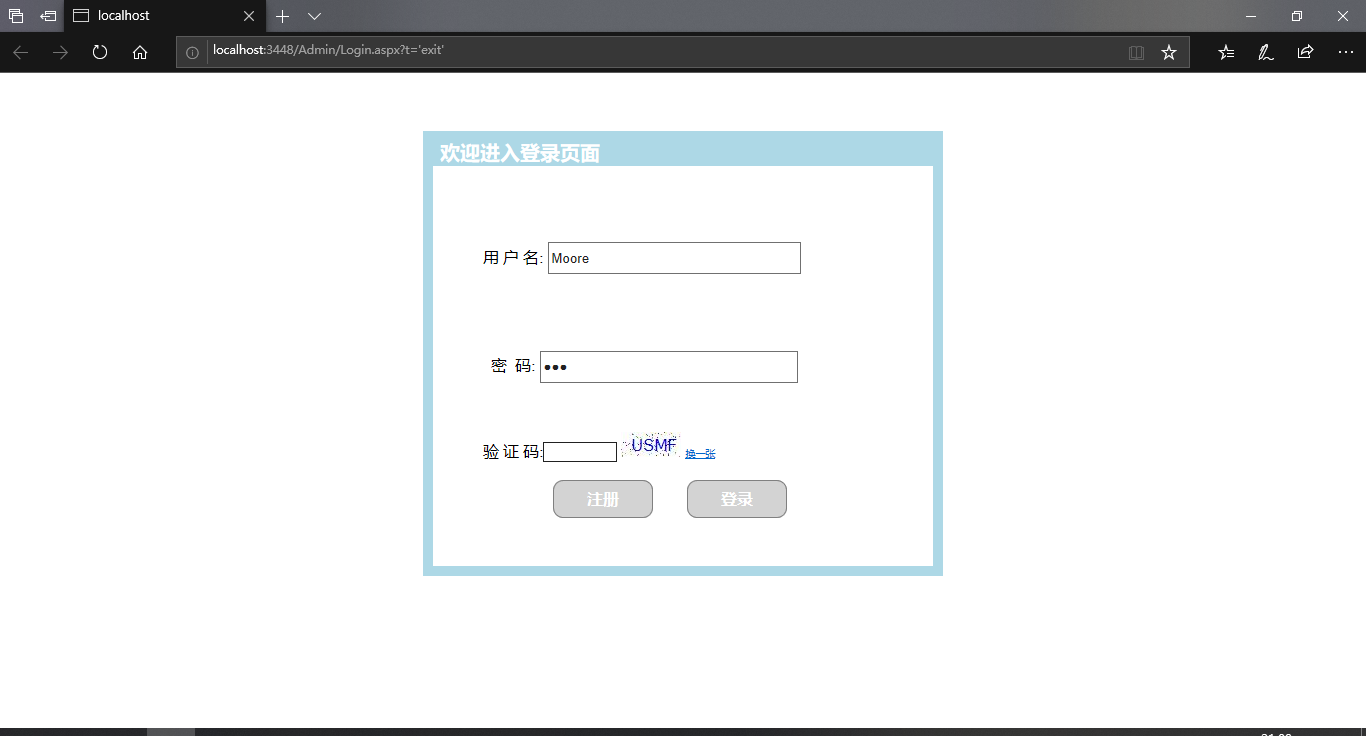 localhost
localhost:3448/Admin/Login.aspx?t='exit'
欢迎进入登录页面
用 户 名: Moore
密 码: ●●●
验 证 码: USMF 换一张
注册 登录